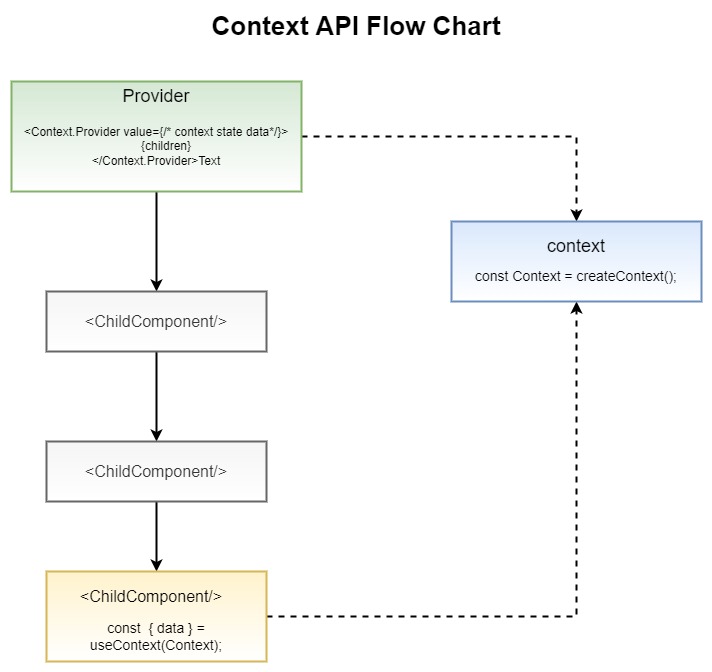 Context API Flow Chart
Provider
<Context.Provider value={/* context state data*/}>
{children}
</Context.Provider>Text
context
const Context = createContext();
<ChildComponent/>
<ChildComponent/>
<ChildComponent/>
const  { data } =
useContext(Context);